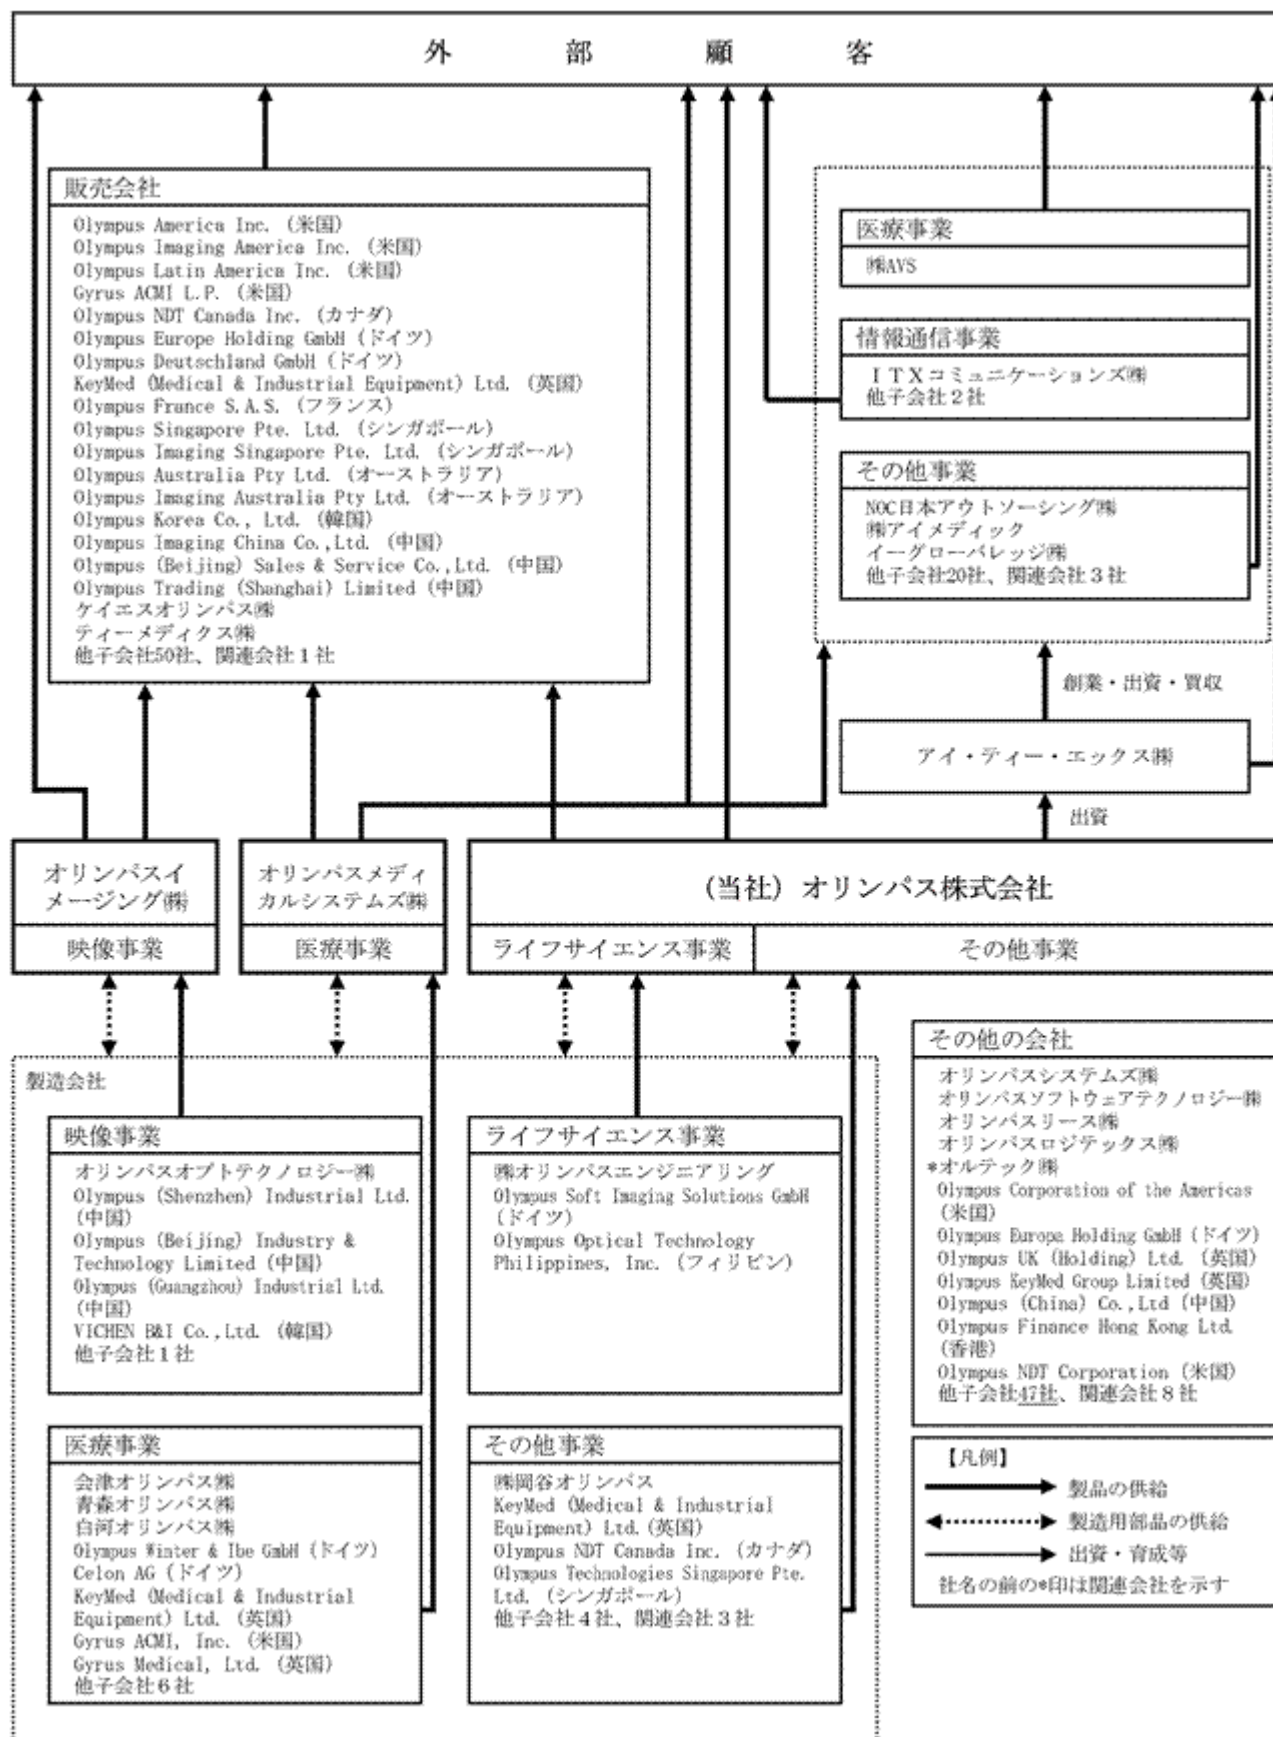 外部顧客
販売会社
Olympus America Inc. (米国)
Olympus Imaging America Inc. (米国)
Olympus Latin America Inc. (米国)
Gyrus ACMI L.P. (米国)
Olympus NDT Canada Inc. (カナダ)
Olympus Europe Holding GmbH (ドイツ)
Olympus Deutschland GmbH (ドイツ)
KeyMed (Medical & Industrial Equipment) Ltd. (英国)
Olympus France S.A.S. (フランス)
Olympus Singapore Pte. Ltd. (シンガポール)
Olympus Imaging Singapore Pte. Ltd. (シンガポール)
Olympus Australia Pty Ltd. (オーストラリア)
Olympus Imaging Australia Pty Ltd. (オーストラリア)
Olympus Korea Co., Ltd. (韓国)
Olympus Imaging China Co.,Ltd. (中国)
Olympus (Beijing) Sales & Service Co.,Ltd. (中国)
Olympus Trading (Shanghai) Limited (中国)
ケイエスオリンパス㈱
ティーメディクス㈱
他子会社50社、関連会社1社
医療事業
㈱AVS
情報通信事業
ITXコミュニケーションズ㈱
他子会社2社
その他事業
NOC日本アウトソーシング㈱
㈱アイメディック
イーグローバレッジ㈱
他子会社20社、関連会社3社
創業・出資・買収
アイ・ティー・エックス㈱
出資
オリンパスイ
メージング㈱
映像事業
オリンパスメディ
カルシステムズ㈱
医療事業
(当社) オリンパス株式会社
ライフサイエンス事業
その他事業
製造会社
映像事業
オリンパスオプトテクノロジー㈱
Olympus (Shenzhen) Industrial Ltd.
(中国)
Olympus (Beijing) Industry &
Technology Limited (中国)
Olympus (Guangzhou) Industrial Ltd.
(中国)
VICHEN B&I Co.,Ltd. (韓国)
他子会社1社
ライフサイエンス事業
㈱オリンパスエンジニアリング
Olympus Soft Imaging Solutions GmbH
(ドイツ)
Olympus Optical Technology
Philippines, Inc. (フィリピン)
医療事業
会津オリンパス㈱
青森オリンパス㈱
白河オリンパス㈱
Olympus Winter & Ibe GmbH (ドイツ)
Celon AG (ドイツ)
KeyMed (Medical & Industrial
Equipment) Ltd. (英国)
Gyrus ACMI, Inc. (米国)
Gyrus Medical, Ltd. (英国)
他子会社6社
その他事業
㈱岡谷オリンパス
KeyMed (Medical & Industrial
Equipment) Ltd. (英国)
Olympus NDT Canada Inc. (カナダ)
Olympus Technologies Singapore Pte.
Ltd. (シンガポール)
他子会社4社、関連会社3社
その他の会社
オリンパスシステムズ㈱
オリンパスソフトウェアテクノロジー㈱
オリンパスリース㈱
オリンパスロジテックス㈱
*オルテック㈱
Olympus Corporation of the Americas
(米国)
Olympus Europa Holding GmbH (ドイツ)
Olympus UK (Holding) Ltd. (英国)
Olympus KeyMed Group Limited (英国)
Olympus (China) Co.,Ltd (中国)
Olympus Finance Hong Kong Ltd.
(香港)
Olympus NDT Corporation (米国)
他子会社47社、関連会社8社
【凡例】
製品の供給
製造用部品の供給
出資・育成等
社名の前の*印は関連会社を示す